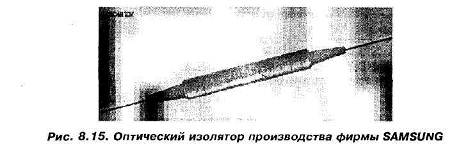 Рис. 8.15. Оптический изолятор производства фирмы SAMSUNG